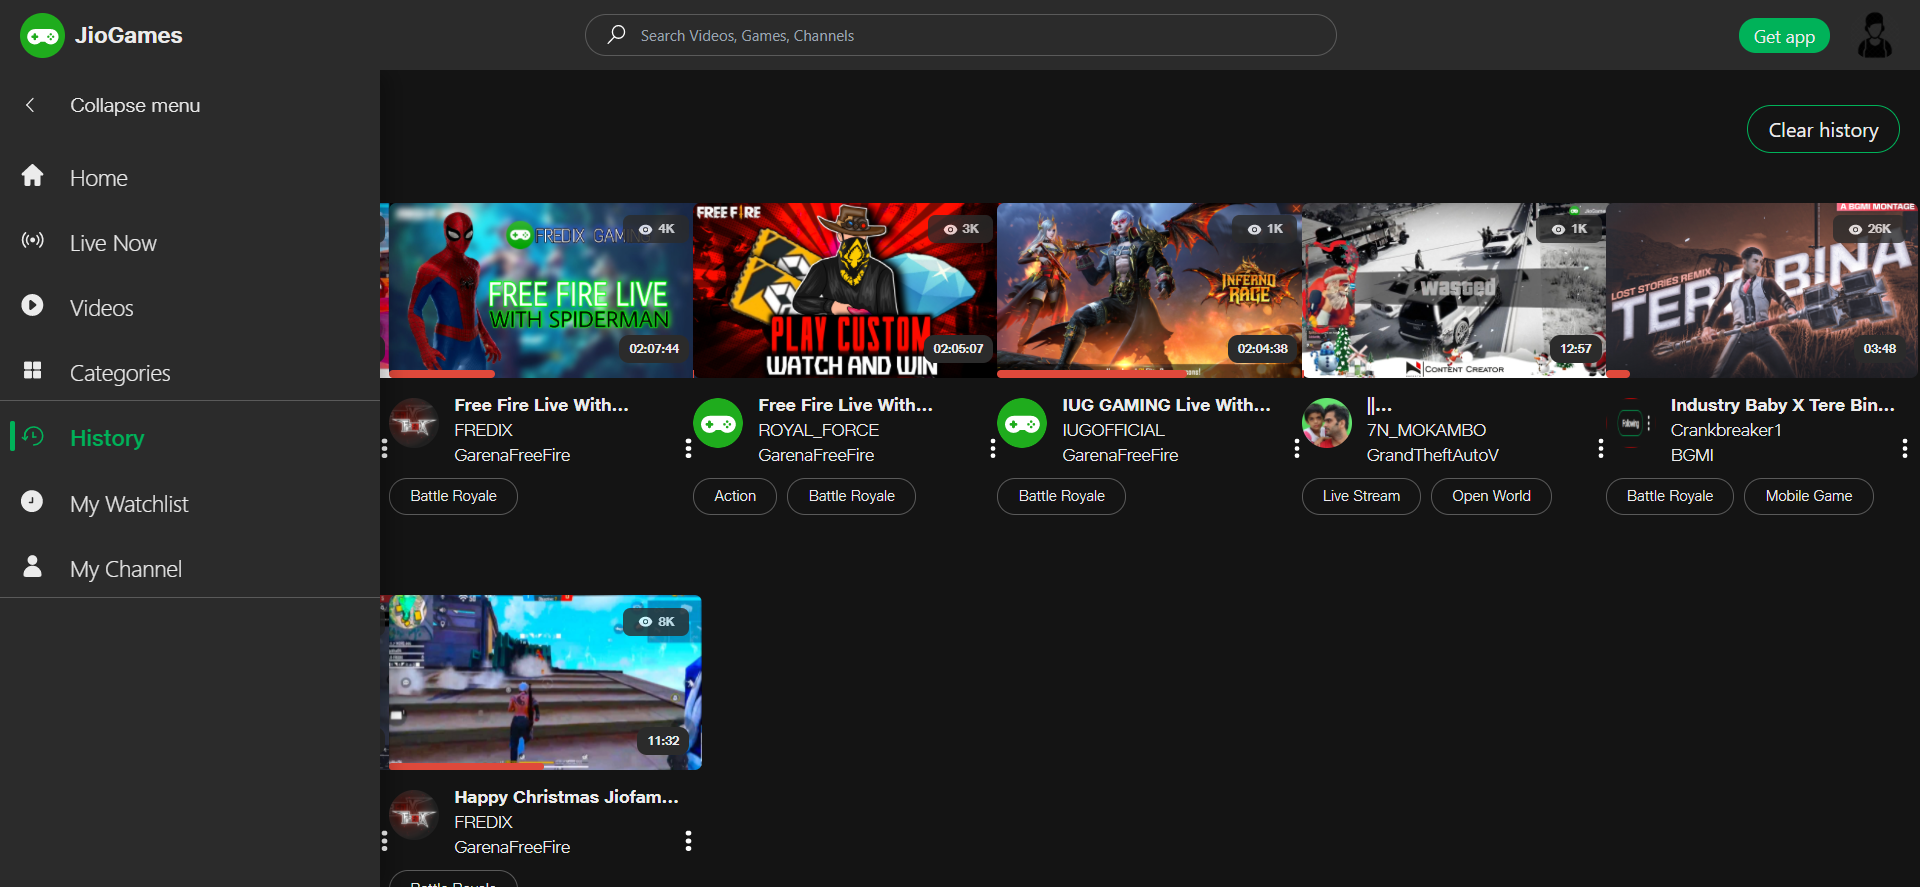 JioGames
Search Videos, Games, Channels
Get app
Collapse menu
Home
Live Now
Videos
Categories
History
My Watchlist
My Channel
Clear history
FREDIX GAMING
4K
FREE FIRE LIVE
WITH SPIDERMAN
02:07:44
Free Fire Live With...
FREDIX
GarenaFreeFire
Battle Royale
FREE FIRE
3K
PLAY CUSTOM
WATCH AND WIN
02:05:07
Free Fire Live With...
ROYAL_FORCE
GarenaFreeFire
Action
Battle Royale
1K
INFERNO
RAGE
02:04:38
IUG GAMING Live With...
IUGOFFICIAL
GarenaFreeFire
Battle Royale
JioGames
1K
wasted
12:57
CONTENT CREATOR
||...
7N_MOKAMBO
GrandTheftAutoV
Live Stream
Open World
A BGMI MONTAGE
26K
LOST STORIES REMIX
TERE BINA
03:48
Following
Industry Baby X Tere Bin...
Crankbreaker1
BGMI
Battle Royale
Mobile Game
8K
11:32
Happy Christmas Jiofam...
FREDIX
GarenaFreeFire
Battle Royale